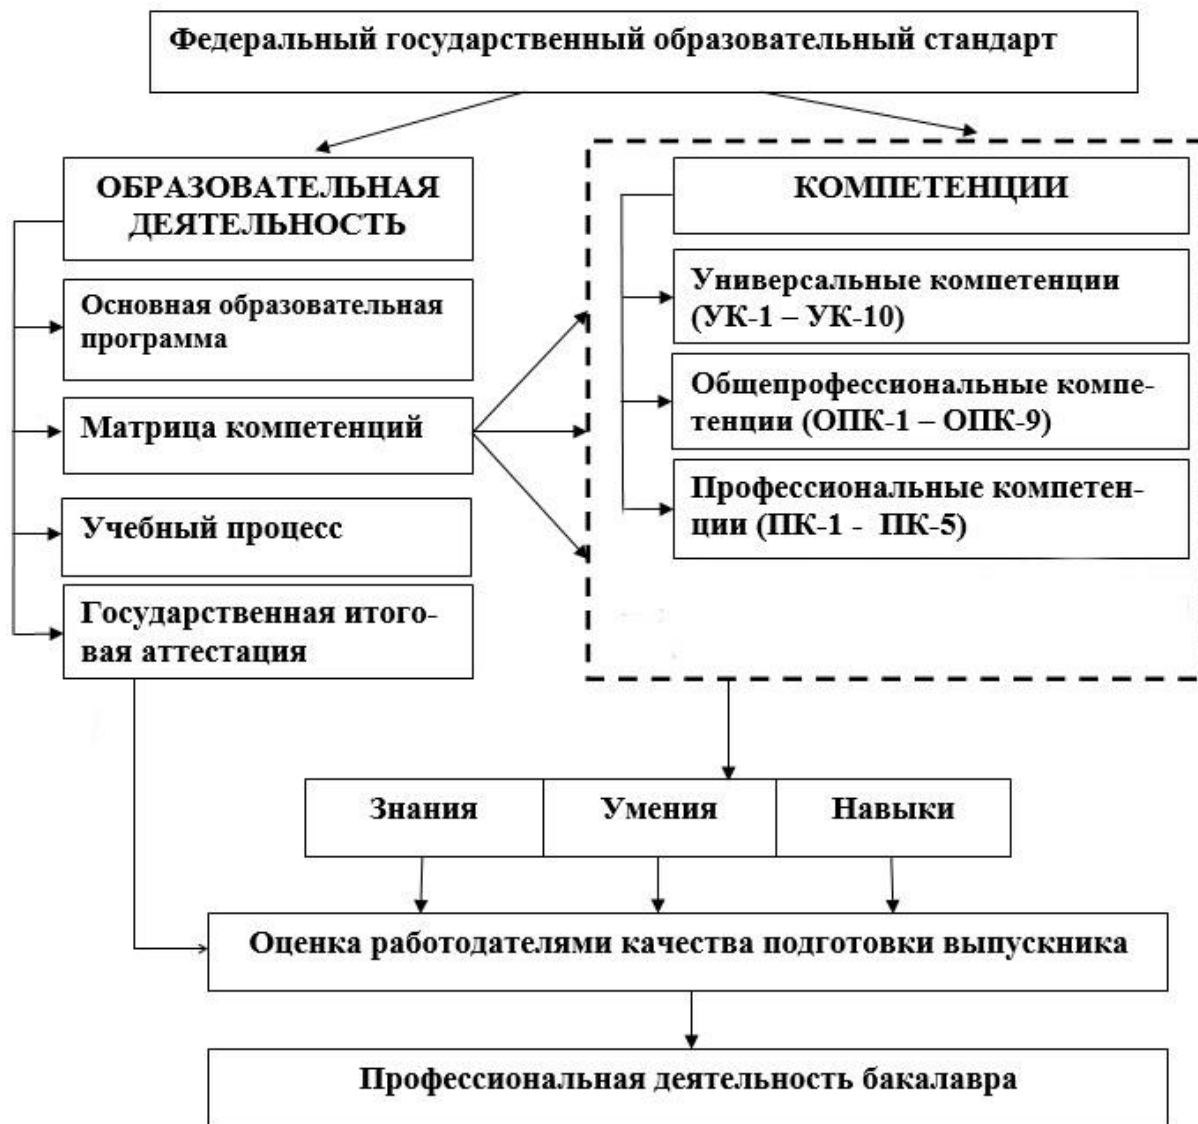 Федеральный государственный образовательный стандарт
ОБРАЗОВАТЕЛЬНАЯ
ДЕЯТЕЛЬНОСТЬ
Основная образовательная
программа
Матрица компетенций
Учебный процесс
Государственная итого-
вая аттестация
КОМПЕТЕНЦИИ
Универсальные компетенции
(УК-1 – УК-10)
Общепрофессиональные компе-
тенции (ОПК-1 – ОПК-9)
Профессиональные компетен-
ции (ПК-1 - ПК-5)
Знания
Умения
Навыки
Оценка работодателями качества подготовки выпускника
Профессиональная деятельность бакалавра